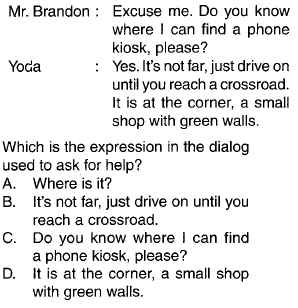 Mr. Brandon : Excuse me. Do you know
where I can find a phone
kiosk, please?
Yoda : Yes. It's not far, just drive on
until you reach a crossroad.
It is at the corner, a small
shop with green walls.
Which is the expression in the dialog
used to ask for help?
A. Where is it?
B. It's not far, just drive on until you
reach a crossroad.
C. Do you know where I can find
a phone kiosk, please?
D. It is at the corner, a small shop
with green walls.